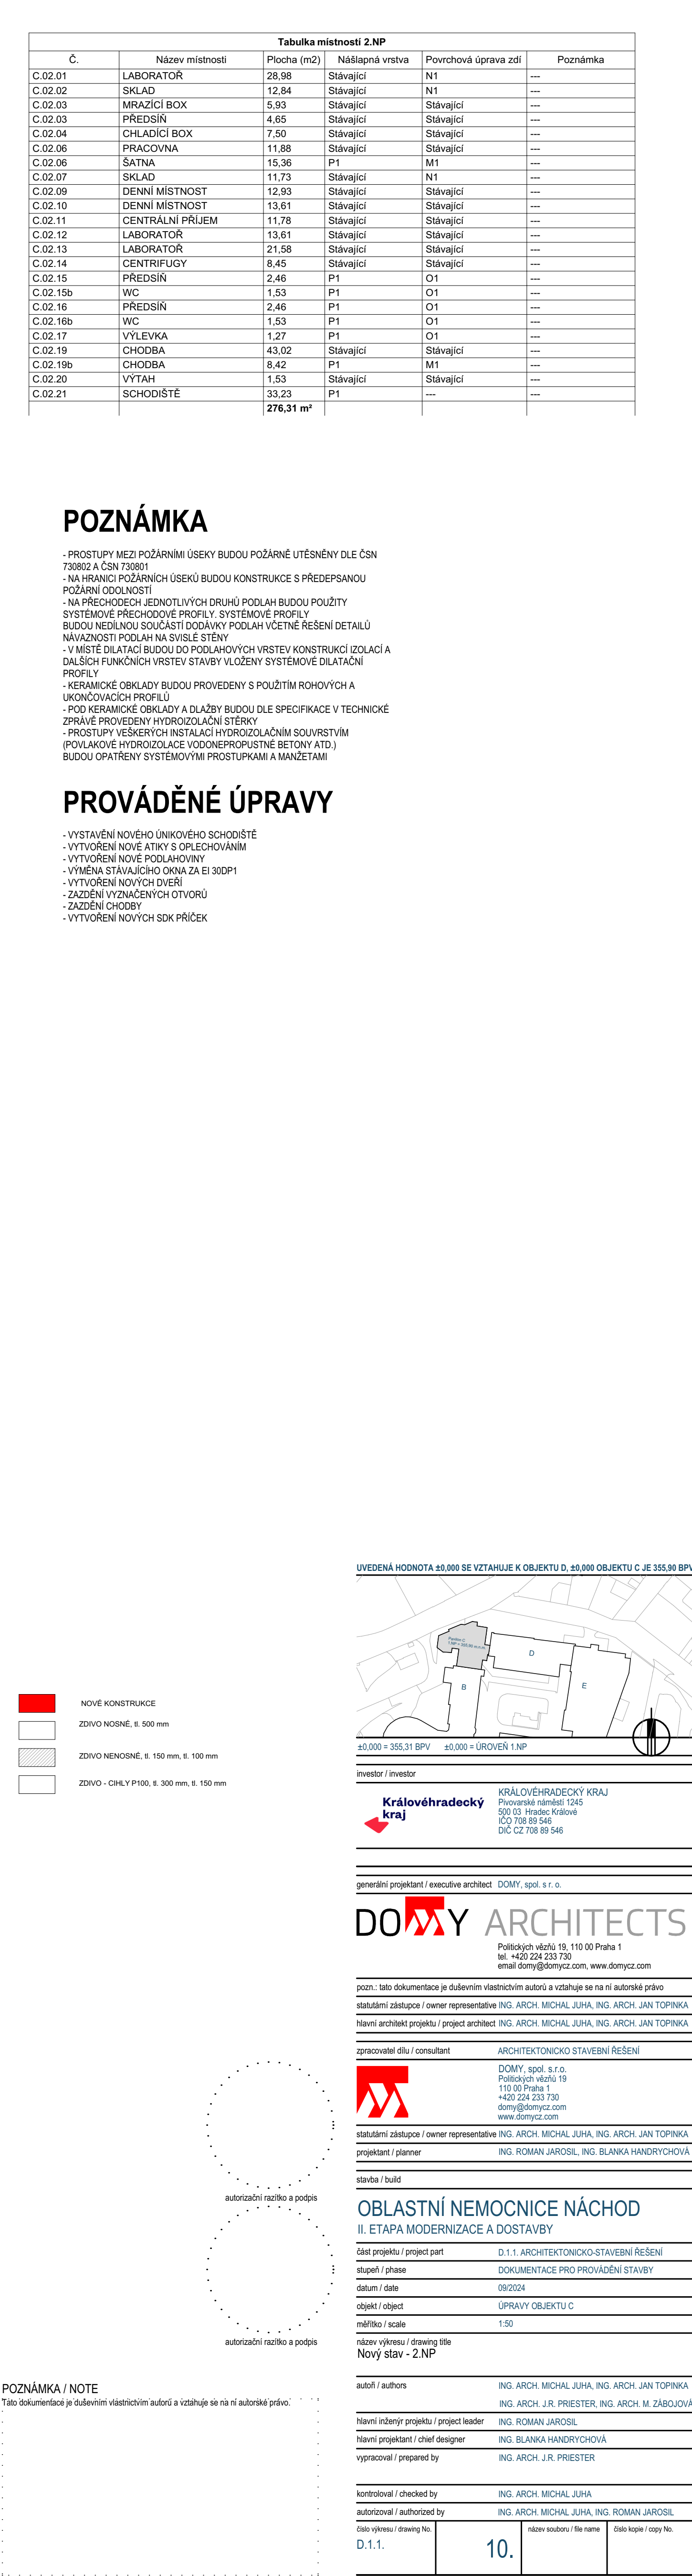 Tabulka místností 2.NP
Č. Název místnosti Plocha (m2) Nášlapná vrstva Povrchová úprava zdí Poznámka
C.02.01 LABORATOŘ 28,98 Stávající N1 ---
C.02.02 SKLAD 12,84 Stávající N1 ---
C.02.03 MRAZÍCÍ BOX 5,93 Stávající Stávající ---
C.02.03 PŘEDSÍŇ 4,65 Stávající Stávající ---
C.02.04 CHLADÍCÍ BOX 7,50 Stávající Stávající ---
C.02.06 PRACOVNA 11,88 Stávající Stávající ---
C.02.06 ŠATNA 15,36 P1 M1 ---
C.02.07 SKLAD 11,73 Stávající N1 ---
C.02.09 DENNÍ MÍSTNOST 12,93 Stávající Stávající ---
C.02.10 DENNÍ MÍSTNOST 13,61 Stávající Stávající ---
C.02.11 CENTRÁLNÍ PŘÍJEM 11,78 Stávající Stávající ---
C.02.12 LABORATOŘ 13,61 Stávající Stávající ---
C.02.13 LABORATOŘ 21,58 Stávající Stávající ---
C.02.14 CENTRIFUGY 8,45 Stávající Stávající ---
C.02.15 PŘEDSÍŇ 2,46 P1 O1 ---
C.02.15b WC 1,53 P1 O1 ---
C.02.16 PŘEDSÍŇ 2,46 P1 O1 ---
C.02.16b WC 1,53 P1 O1 ---
C.02.17 VÝLEVKA 1,27 P1 O1 ---
C.02.19 CHODBA 43,02 Stávající Stávající ---
C.02.19b CHODBA 8,42 P1 M1 ---
C.02.20 VÝTAH 1,53 Stávající Stávající ---
C.02.21 SCHODIŠTĚ 33,23 P1 --- ---
276,31 m²
POZNÁMKA
- PROSTUPY MEZI POŽÁRNÍMI ÚSEKY BUDOU POŽÁRNĚ UTĚSNĚNY DLE ČSN
730802 A ČSN 730801
- NA HRANICI POŽÁRNÍCH ÚSEKŮ BUDOU KONSTRUKCE S PŘEDEPSANOU
POŽÁRNÍ ODOLNOSTÍ
- NA PŘECHODECH JEDNOTLIVÝCH DRUHŮ PODLAH BUDOU POUŽITY
SYSTÉMOVÉ PŘECHODOVÉ PROFILY. SYSTÉMOVÉ PROFILY
BUDOU NEDÍLNOU SOUČÁSTÍ DODÁVKY PODLAH VČETNĚ ŘEŠENÍ DETAILŮ
NÁVAZNOSTI PODLAH NA SVISLÉ STĚNY
- V MÍSTĚ DILATACÍ BUDOU DO PODLAHOVÝCH VRSTEV KONSTRUKCÍ IZOLACÍ A
DALŠÍCH FUNKČNÍCH VRSTEV STAVBY VLOŽENY SYSTÉMOVÉ DILATAČNÍ
PROFILY
- KERAMICKÉ OBKLADY BUDOU PROVEDENY S POUŽITÍM ROHOVÝCH A
UKONČOVACÍCH PROFILŮ
- POD KERAMICKÉ OBKLADY A DLAŽBY BUDOU DLE SPECIFIKACE V TECHNICKÉ
ZPRÁVĚ PROVEDENY HYDROIZOLAČNÍ STĚRKY
- PROSTUPY VEŠKERÝCH INSTALACÍ HYDROIZOLAČNÍM SOUVRSTVÍM
(POVLAKOVÉ HYDROIZOLACE VODONEPROPUSTNÉ BETONY ATD.)
BUDOU OPATŘENY SYSTÉMOVÝMI PROSTUPKAMI A MANŽETAMI
PROVÁDĚNÉ ÚPRAVY
- VYSTAVĚNÍ NOVÉHO ÚNIKOVÉHO SCHODIŠTĚ
- VYTVOŘENÍ NOVÉ ATIKY S OPLECHOVÁNÍM
- VYTVOŘENÍ NOVÉ PODLAHOVINY
- VÝMĚNA STÁVAJÍCÍHO OKNA ZA EI 30DP1
- VYTVOŘENÍ NOVÝCH DVEŘÍ
- ZAZDĚNÍ VYZNAČENÝCH OTVORŮ
- ZAZDĚNÍ CHODBY
- VYTVOŘENÍ NOVÝCH SDK PŘÍČEK
UVEDENÁ HODNOTA ±0,000 SE VZTAHUJE K OBJEKTU D, ±0,000 OBJEKTU C JE 355,90 BPV
D
B
E
±0,000 = 355,31 BPV ±0,000 = ÚROVEŇ 1.NP
NOVÉ KONSTRUKCE
ZDIVO NOSNÉ, tl. 500 mm
ZDIVO NENOSNÉ, tl. 150 mm, tl. 100 mm
ZDIVO - CIHLY P100, tl. 300 mm, tl. 150 mm
investor / investor
Královéhradecký
kraj
KRÁLOVÉHRADECKÝ KRAJ
Pivovarské náměstí 1245
500 03 Hradec Králové
IČO 708 89 546
DIČ CZ 708 89 546
generální projektant / executive architect DOMY, spol. s r. o.
DOMY ARCHITECTS
Politických vězňů 19, 110 00 Praha 1
tel. +420 224 233 730
email domy@domycz.com, www.domycz.com
pozn.: tato dokumentace je duševním vlastnictvím autorů a vztahuje se na ní autorské právo
statutární zástupce / owner representative ING. ARCH. MICHAL JUHA, ING. ARCH. JAN TOPINKA
hlavní architekt projektu / project architect ING. ARCH. MICHAL JUHA, ING. ARCH. JAN TOPINKA
zpracovatel dílu / consultant ARCHITEKTONICKO STAVEBNÍ ŘEŠENÍ
DOMY, spol. s.r.o.
Politických vězňů 19
110 00 Praha 1
+420 224 233 730
domy@domycz.com
www.domycz.com
statutární zástupce / owner representative ING. ARCH. MICHAL JUHA, ING. ARCH. JAN TOPINKA
projektant / planner ING. ROMAN JAROSIL, ING. BLANKA HANDRYCHOVÁ
stavba / build
autorizační razítko a podpis
OBLASTNÍ NEMOCNICE NÁCHOD
II. ETAPA MODERNIZACE A DOSTAVBY
část projektu / project part D.1.1. ARCHITEKTONICKO-STAVEBNÍ ŘEŠENÍ
stupeň / phase DOKUMENTACE PRO PROVÁDĚNÍ STAVBY
datum / date 09/2024
objekt / object ÚPRAVY OBJEKTU C
měřítko / scale 1:50
autorizační razítko a podpis
název výkresu / drawing title
Nový stav - 2.NP
POZNÁMKA / NOTE
Tato dokumentace je duševním vlastnictvím autorů a vztahuje se na ní autorské právo.
autoři / authors ING. ARCH. MICHAL JUHA, ING. ARCH. JAN TOPINKA
ING. ARCH. J.R. PRIESTER, ING. ARCH. M. ZÁBOJOVÁ
hlavní inženýr projektu / project leader ING. ROMAN JAROSIL
hlavní projektant / chief designer ING. BLANKA HANDRYCHOVÁ
vypracoval / prepared by ING. ARCH. J.R. PRIESTER
kontroloval / checked by ING. ARCH. MICHAL JUHA
autorizoval / authorized by ING. ARCH. MICHAL JUHA, ING. ROMAN JAROSIL
číslo výkresu / drawing No. název souboru / file name číslo kopie / copy No.
D.1.1. 10.